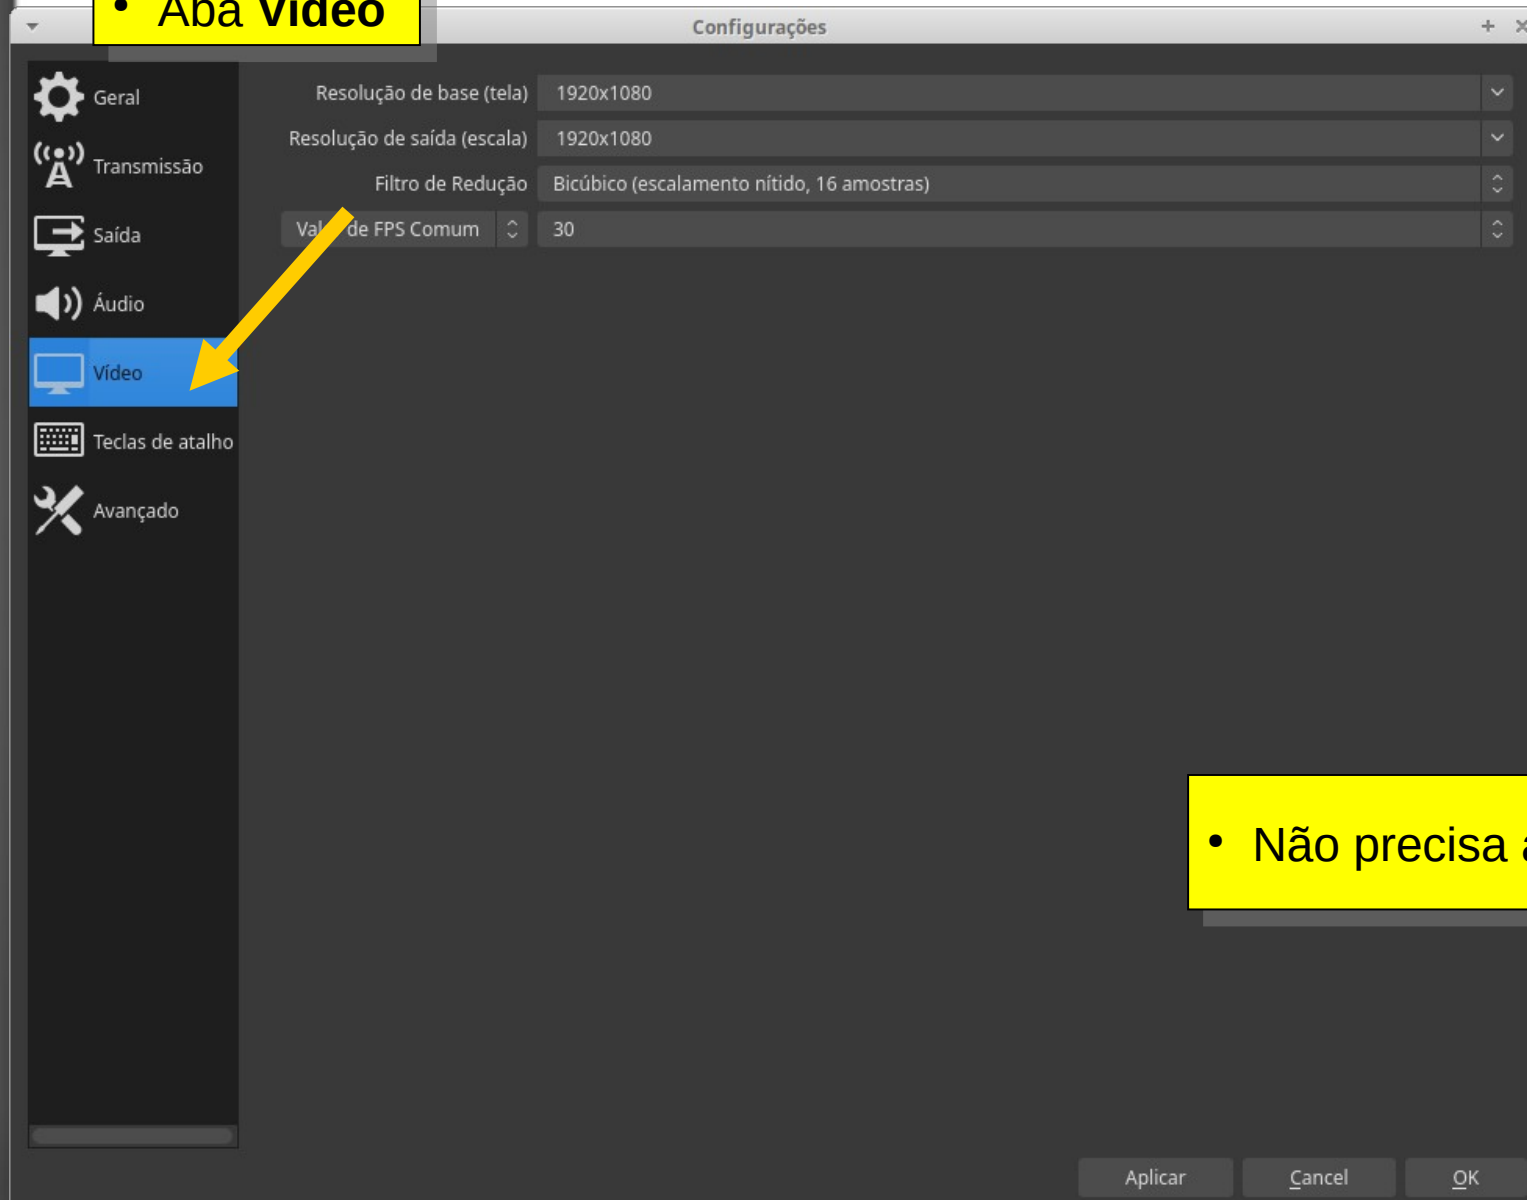 • Aba Vídeo
Configurações
Geral
Transmissão
Saída
Áudio
Vídeo
Teclas de atalho
Avançado
Resolução de base (tela) 1920x1080
Resolução de saída (escala) 1920x1080
Filtro de Redução Bicúbico (escalamento nítido, 16 amostras)
de FPS Comum 30
• Não precisa
Aplicar Cancel OK